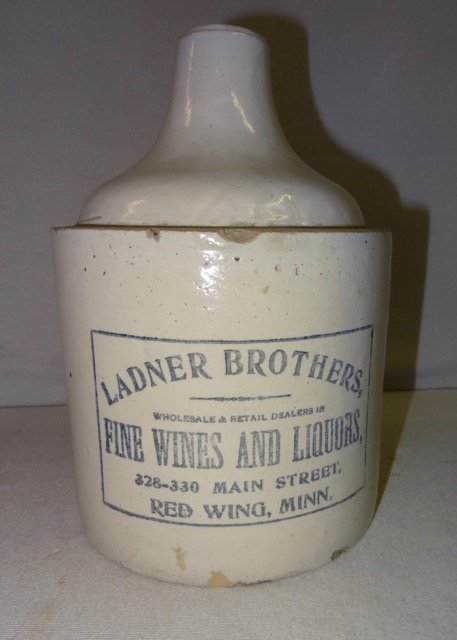 LADNER BROTHERS,
WHOLESALE & RETAIL DEALERS IN
FINE WINES AND LIQUORS,
328-330 MAIN STREET,
RED WING, MINN.